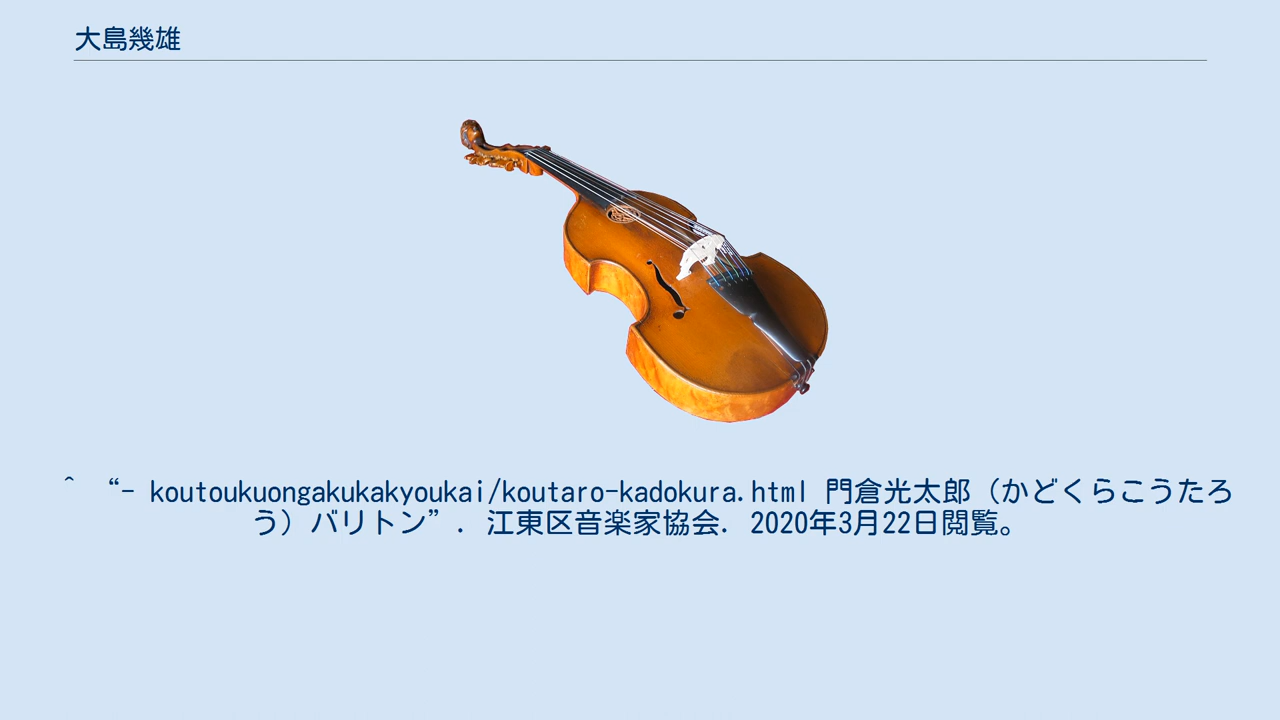 大島幾雄
^ “- koutoukuongakukakyoukai/koutaro-kadokura.html 門倉光太郎（かどくらこうたろ
う）バリトン”. 江東区音楽家協会. 2020年3月22日閲覧。